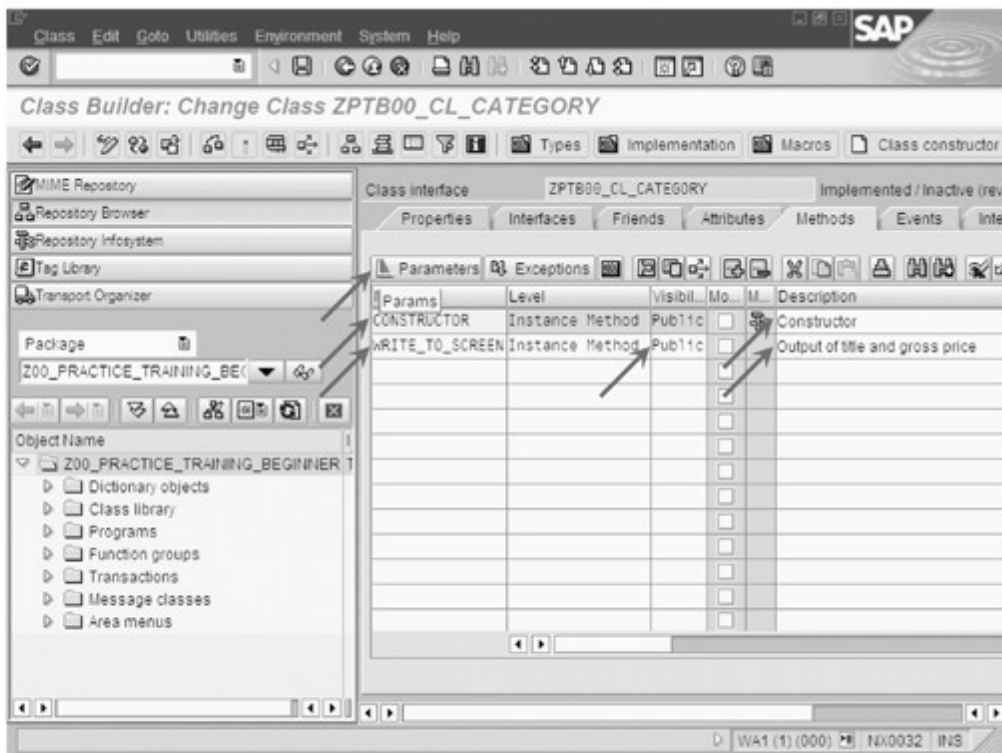 Class Edit Goto Utilities Environment System Help
SAP
Class Builder: Change Class ZPTB00_CL_CATEGORY
Types Implementation Macros Class constructor
MIME Repository
Repository Browser
Repository Infosystem
Tag Library
Transport Organizer
Package
Z00_PRACTICE_TRAINING_BEG
Object Name
Z00_PRACTICE_TRAINING_BEGINNER T
Dictionary objects
Class library
Programs
Function groups
Transactions
Message classes
Area menus
Class interface ZPTB00_CL_CATEGORY Implemented / Inactive (rev
Properties Interfaces Friends Attributes Methods Events Inte
Parameters Exceptions
Params Level Visibil... Mo... M... Description
CONSTRUCTOR Instance Method Public Constructor
WRITE_TO_SCREEN Instance Method Public Output of title and gross price
WA1 (1) (000) NX0032 INS